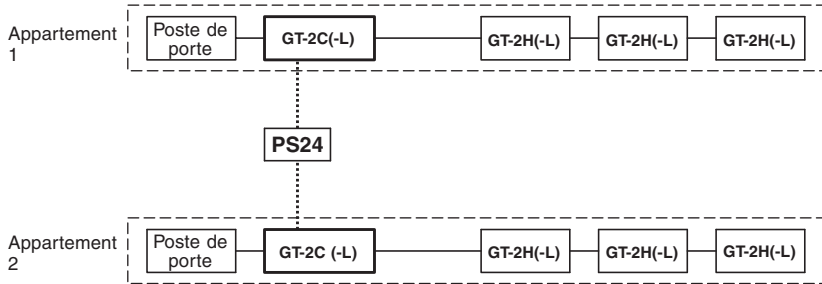 Appartement
1
Poste de
porte
GT-2C(-L)
GT-2H(-L)
GT-2H(-L)
GT-2H(-L)
PS24
Appartement
2
Poste de
porte
GT-2C (-L)
GT-2H(-L)
GT-2H(-L)
GT-2H(-L)